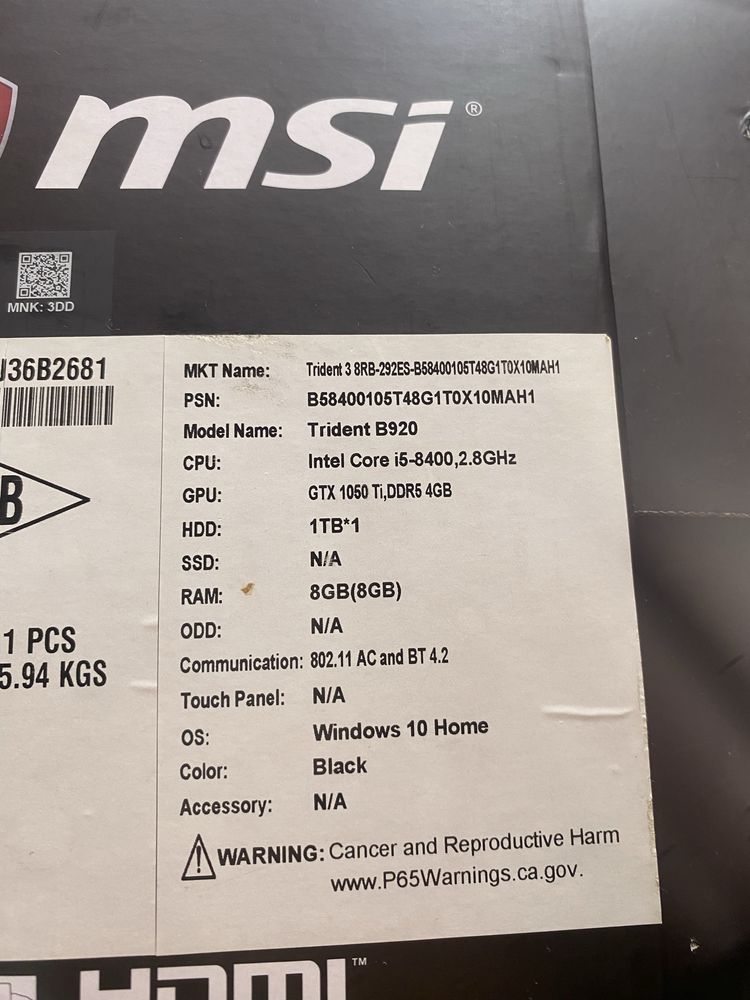 msi®
MNK: 3DD
J36B2681
MKT Name: Trident 3 8RB-292ES-B58400105T48G1T0X10MAH1
PSN: B58400105T48G1T0X10MAH1
Model Name: Trident B920
CPU: Intel Core i5-8400,2.8GHz
GPU: GTX 1050 Ti,DDR5 4GB
B
HDD: 1TB*1
SSD: N/A
RAM: 8GB(8GB)
ODD: N/A
1 PCS
Communication: 802.11 AC and BT 4.2
5.94 KGS
Touch Panel: N/A
OS: Windows 10 Home
Color: Black
Accessory: N/A
WARNING: Cancer and Reproductive Harm
www.P65Warnings.ca.gov.
HDMI™